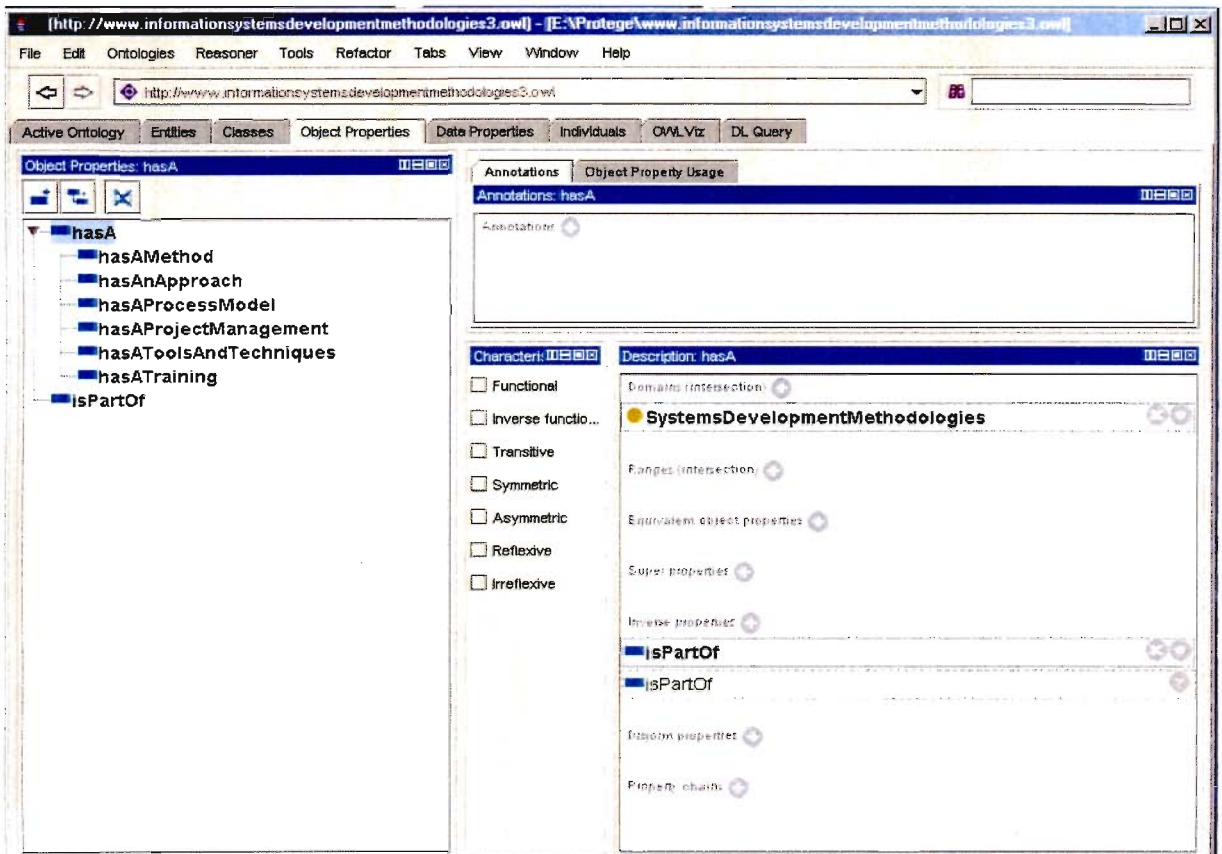 [http://www.informationsystemsdevelopmentmethodologies3.owl] - [E:\Protege\www.informationsystemsdevelopmentmethodologies3.owl]
File Edit Ontologies Reasoner Tools Refactor Tabs View Window Help
http://www.informationsystemsdevelopmentmethodologies3.owl
Active Ontology Entities Classes Object Properties Data Properties Individuals OWLViz DL Query
Object Properties: hasA
hasA
hasAMethod
hasAnApproach
hasAProcessModel
hasAProjectManagement
hasAToolsAndTechniques
hasATraining
isPartOf
Annotations Object Property Usage
Annotations: hasA
Annotations
Characteri:
Functional
Inverse functio...
Transitive
Symmetric
Asymmetric
Reflexive
Irreflexive
Description: hasA
Domains (intersection)
SystemsDevelopmentMethodologies
Ranges (intersection)
Equivalent object properties
Super properties
Inverse properties
isPartOf
isPartOf
Disjoint properties
Property chains